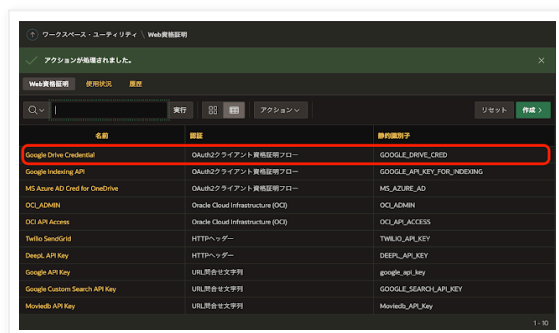 ワークスペース・ユーティリティ \ Web資格証明
アクションが処理されました。
Web資格証明 使用状況 履歴
実行 アクション リセット 作成 >
名前 認証 静的識別子
Google Drive Credential OAuth2クライアント資格証明フロー GOOGLE_DRIVE_CRED
Google Indexing API OAuth2クライアント資格証明フロー GOOGLE_API_KEY_FOR_INDEXING
MS Azure AD Cred for OneDrive OAuth2クライアント資格証明フロー MS_AZURE_AD
OCI_ADMIN Oracle Cloud Infrastructure (OCI) OCI_ADMIN
OCI API Access Oracle Cloud Infrastructure (OCI) OCI_API_ACCESS
Twilio SendGrid HTTPヘッダー TWILIO_API_KEY
DeepL API Key HTTPヘッダー DEEPL_API_KEY
Google API Key URL問合せ文字列 google_api_key
Google Custom Search API Key URL問合せ文字列 GOOGLE_SEARCH_API_KEY
Moviedb API Key URL問合せ文字列 Moviedb_API_Key
1 - 10